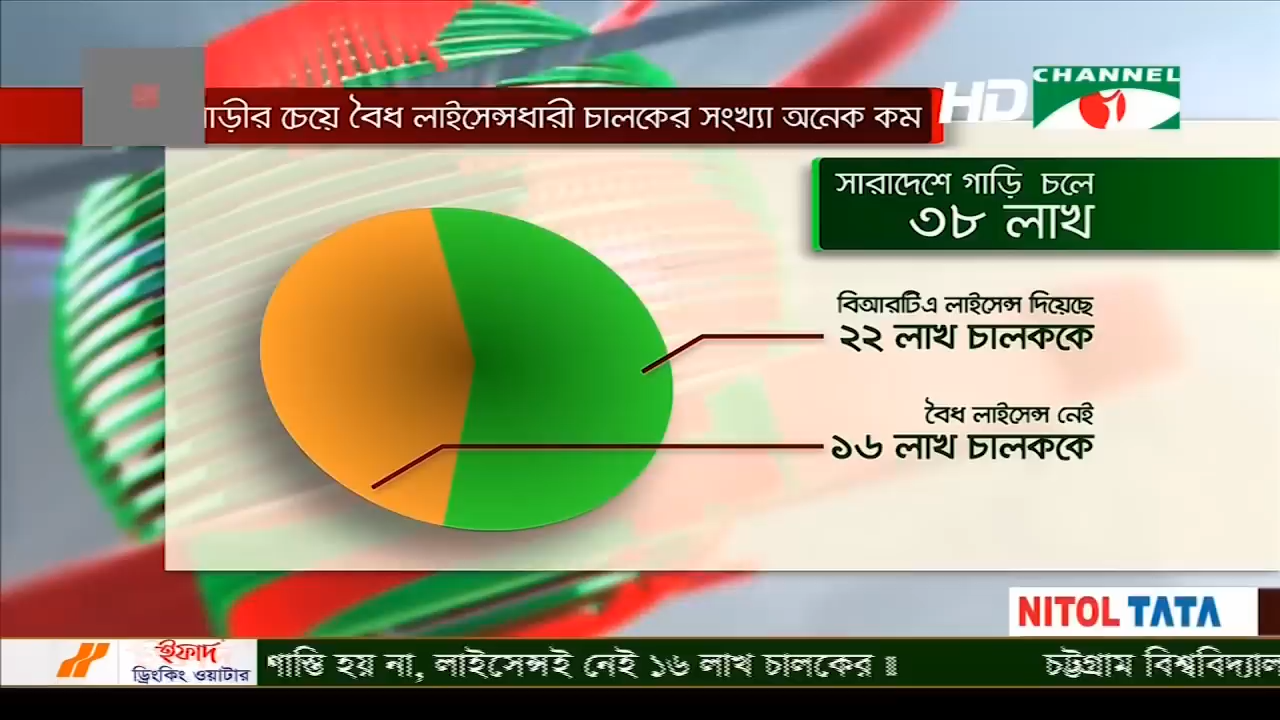 চেয়ে বৈধ লাইসেন্সধারী চালকের সংখ্যা অনেক কম
HD CHANNEL
সারাদেশে গাড়ি চলে
৩৮ লাখ
বিআরটিএ লাইসেন্স দিয়েছে
২২ লাখ চালককে
বৈধ লাইসেন্স নেই
১৬ লাখ চালককে
NITOL TATA
ইফাদ
ড্রিংকিং ওয়াটার
শাস্তি হয় না, লাইসেন্সই নেই ১৬ লাখ চালকের ॥
চট্টগ্রাম